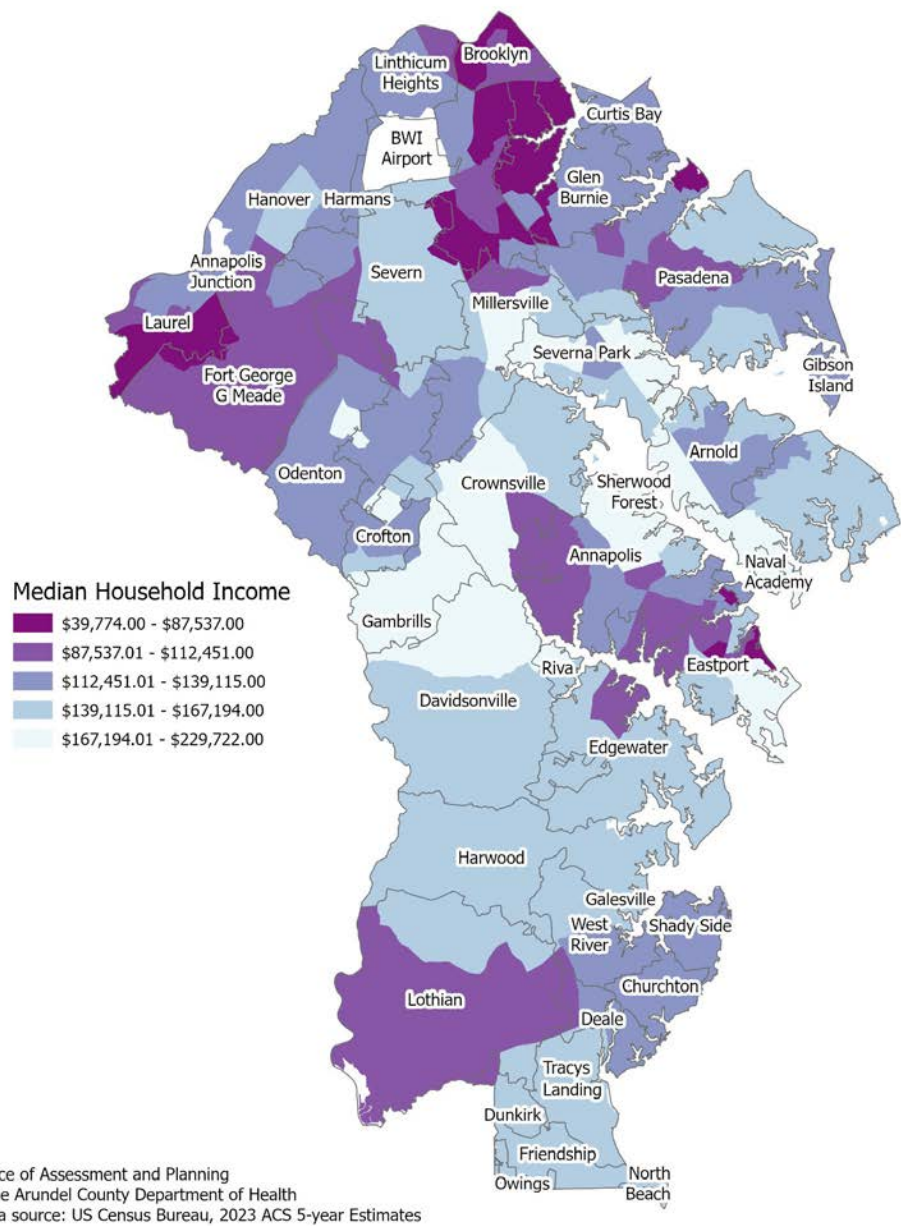 Brooklyn
Linthicum
Heights
Curtis Bay
BWI
Airport
Glen
Burnie
Hanover
Harmans
Annapolis
Junction
Severn
Pasadena
Millersville
Laurel
Severna Park
Gibson
Island
Fort George
G Meade
Arnold
Odenton
Crownsville
Sherwood
Forest
Crofton
Annapolis
Naval
Academy
Median Household Income
$39,774.00 - $87,537.00
$87,537.01 - $112,451.00
$112,451.01 - $139,115.00
$139,115.01 - $167,194.00
$167,194.01 - $229,722.00
Gambrills
Riva
Eastport
Davidsonville
Edgewater
Harwood
Galesville
West
River
Shady Side
Churchton
Lothian
Deale
Tracys
Landing
Dunkirk
Friendship
Owings
North
Beach
ce of Assessment and Planning
e Arundel County Department of Health
a source: US Census Bureau, 2023 ACS 5-year Estimates